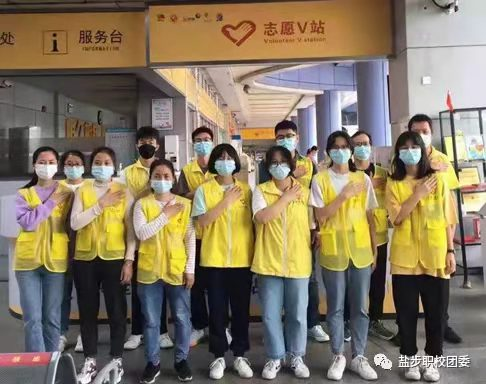 处
服务台
INFORMATION
志愿V站
Volunteer V station
盐步职校团委